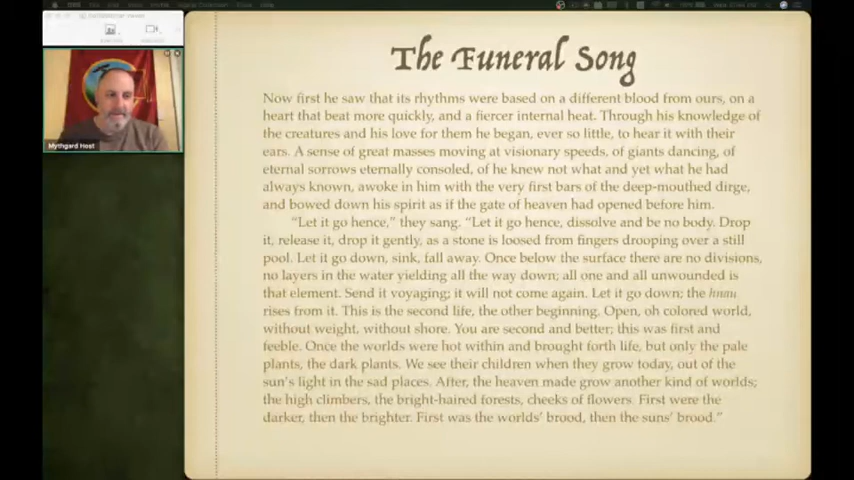 The Funeral Song
Now first he saw that its rhythms were based on a different blood from ours, on a
heart that beat more quickly, and a fiercer internal heat. Through his knowledge of
the creatures and his love for them he began, ever so little, to hear it with their
ears. A sense of great masses moving at visionary speeds, of giants dancing, of
eternal sorrows eternally consoled, of he knew not what and yet what he had
always known, awoke in him with the very first bars of the deep-mouthed dirge,
and bowed down his spirit as if the gate of heaven had opened before him.
“Let it go hence,” they sang. “Let it go hence, dissolve and be no body. Drop
it, release it, drop it gently, as a stone is loosed from fingers drooping over a still
pool. Let it go down, sink, fall away. Once below the surface there are no divisions,
no layers in the water yielding all the way down; all one and all unwounded is
that element. Send it voyaging; it will not come again. Let it go down; the hnau
rises from it. This is the second life, the other beginning. Open, oh colored world,
without weight, without shore. You are second and better; this was first and
feeble. Once the worlds were hot within and brought forth life, but only the pale
plants, the dark plants. We see their children when they grow today, out of the
sun’s light in the sad places. After, the heaven made grow another kind of worlds;
the high climbers, the bright-haired forests, cheeks of flowers. First were the
darker, then the brighter. First was the worlds’ brood, then the suns’ brood.”
Mythgard Host